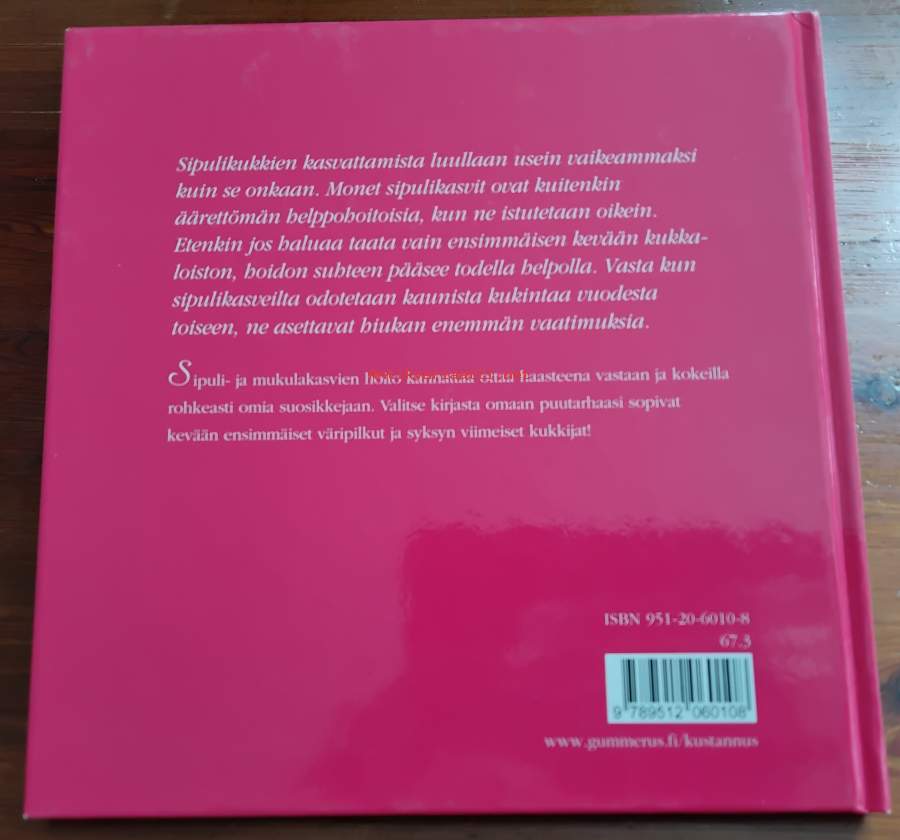 Sipulikukkien kasvattamista luullaan usein vaikeammaksi
kuin se onkaan. Monet sipulikasvit ovat kuitenkin
äärettömän helppohoitoisia, kun ne istutetaan oikein.
Etenkin jos haluaa taata vain ensimmäisen kevään kukka-
loiston, hoidon suhteen pääsee todella helpolla. Vasta kun
sipulikasveilta odotetaan kaunista kukintaa vuodesta
toiseen, ne asettavat hiukan enemmän vaatimuksia.
Sipuli- ja mukulakasvien hoito kannattaa ottaa haasteena vastaan ja kokeilla
rohkeasti omia suosikkejaan. Valitse kirjasta omaan puutarhaasi sopivat
kevään ensimmäiset väripilkut ja syksyn viimeiset kukkijat!
ISBN 951-20-6010-8
67.3
9 789512 060108
www.gummerus.fi/kustannus